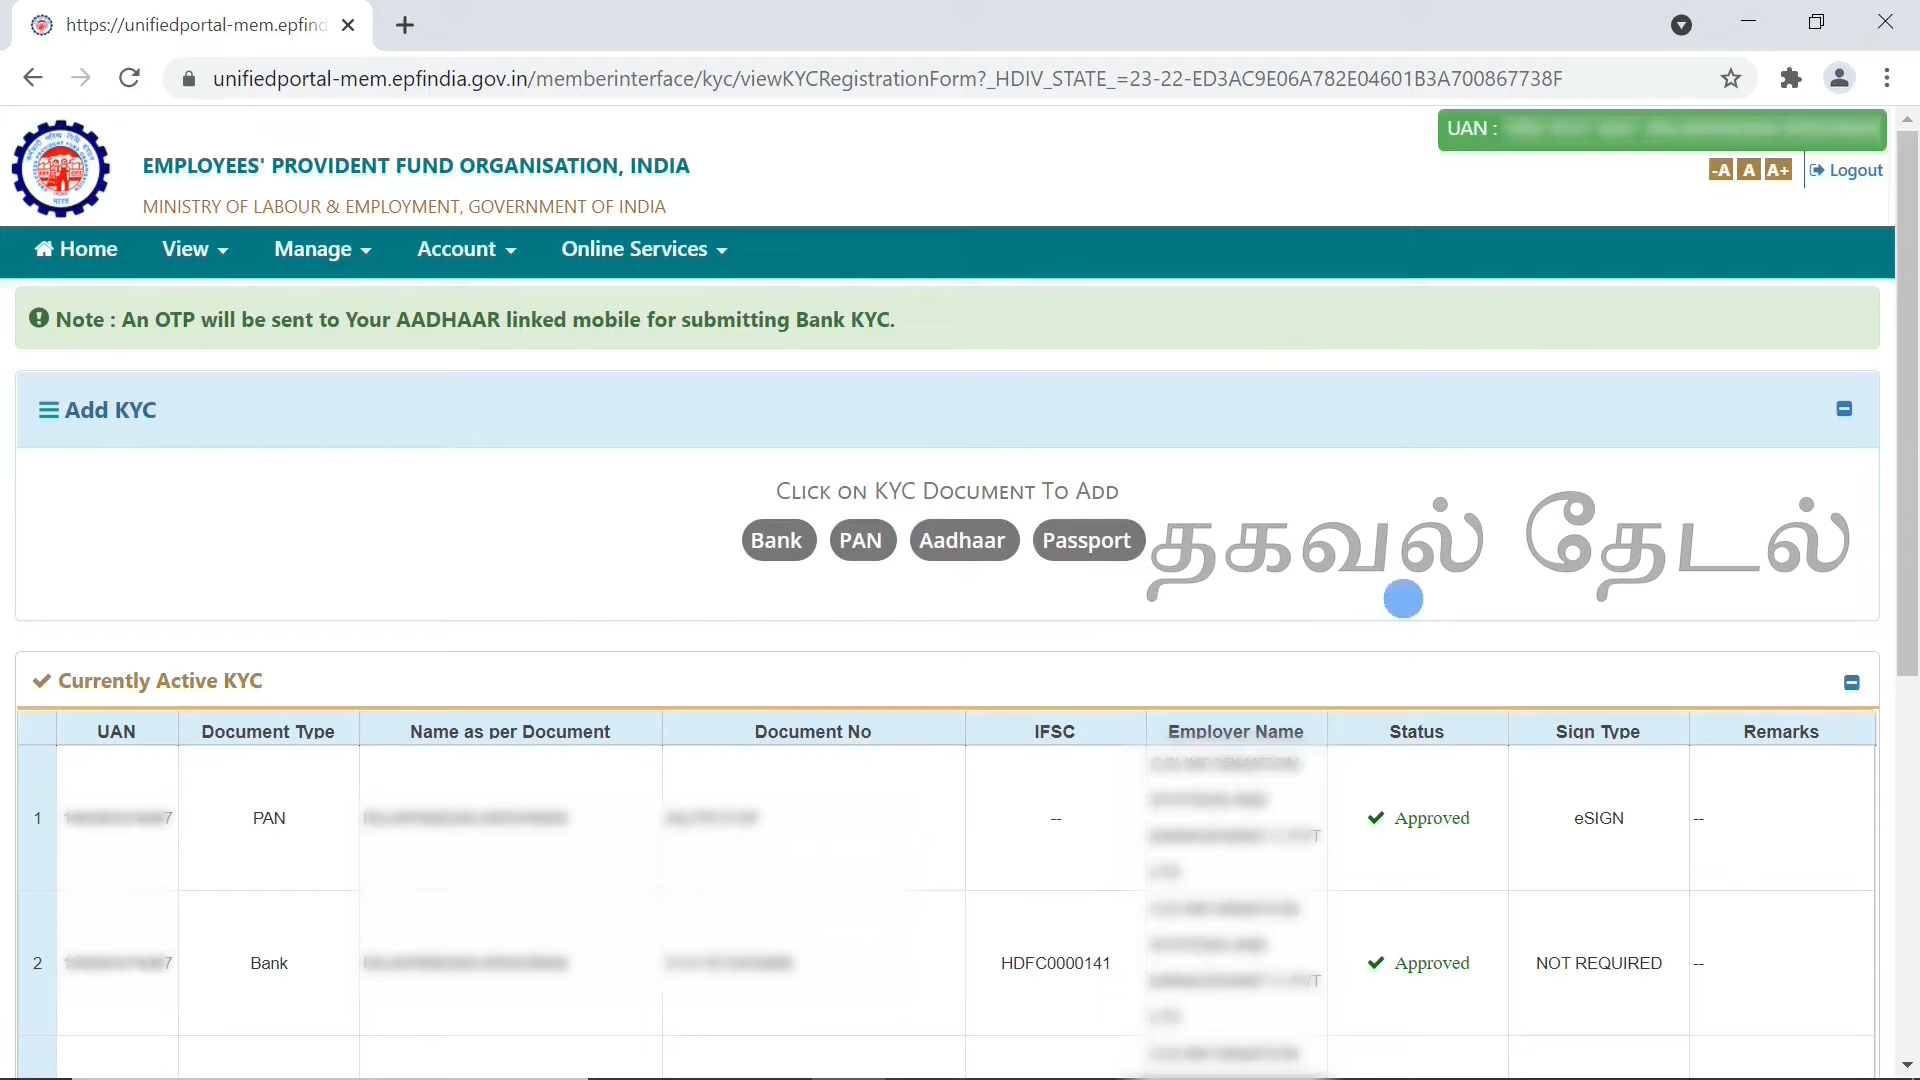 https://unifiedportal-mem.epfind
unifiedportal-mem.epfindia.gov.in/memberinterface/kyc/viewKYCRegistrationForm?_HDIV_STATE_=23-22-ED3AC9E06A782E04601B3A700867738F
UAN :
EMPLOYEES' PROVIDENT FUND ORGANISATION, INDIA
-A A A+ Logout
MINISTRY OF LABOUR & EMPLOYMENT, GOVERNMENT OF INDIA
Home View Manage Account Online Services
Note : An OTP will be sent to Your AADHAAR linked mobile for submitting Bank KYC.
Add KYC
CLICK ON KYC DOCUMENT TO ADD
Bank PAN Aadhaar Passport
தகவல் தேடல்
Currently Active KYC
UAN Document Type Name as per Document Document No IFSC Employer Name Status Sign Type Remarks
1 PAN -- Approved eSIGN --
2 Bank HDFC0000141 Approved NOT REQUIRED --